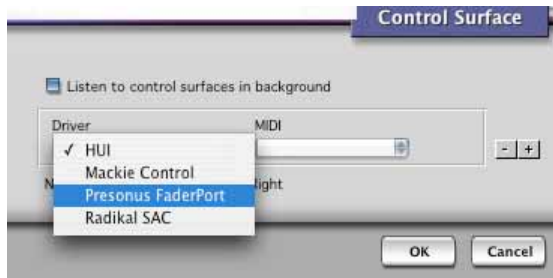 Control Surface
Listen to control surfaces in background
Driver MIDI
✓ HUI
Mackie Control
Presonus FaderPort
Radikal SAC
N light
- +
OK Cancel